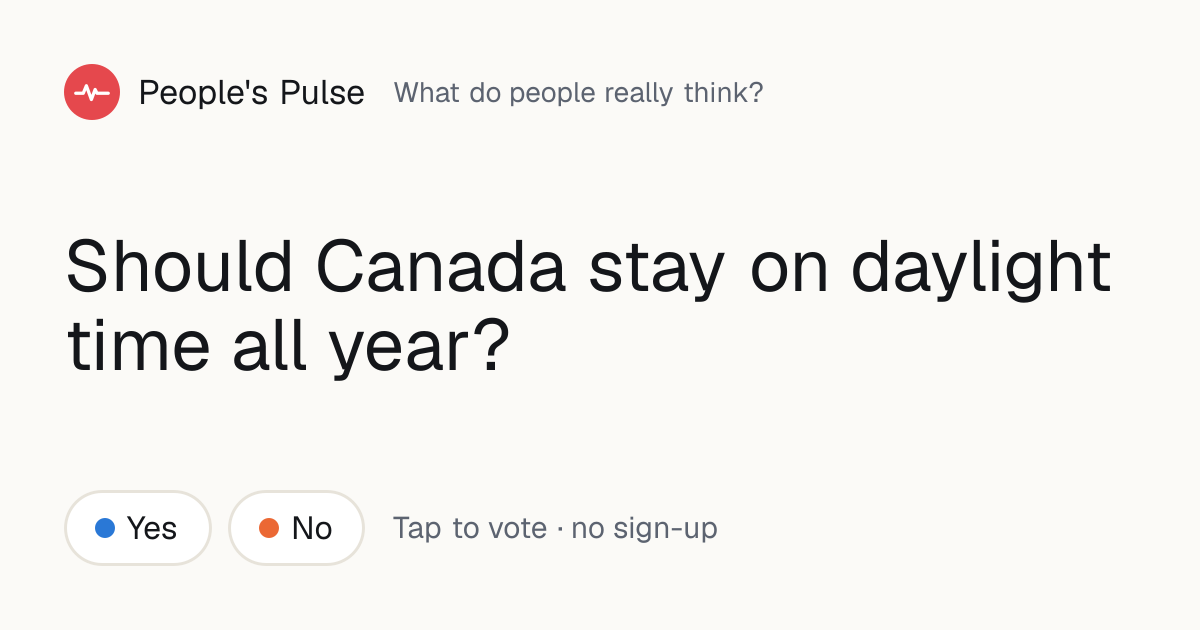 People's Pulse What do people really think?
Should Canada stay on daylight
time all year?
Yes No Tap to vote · no sign-up